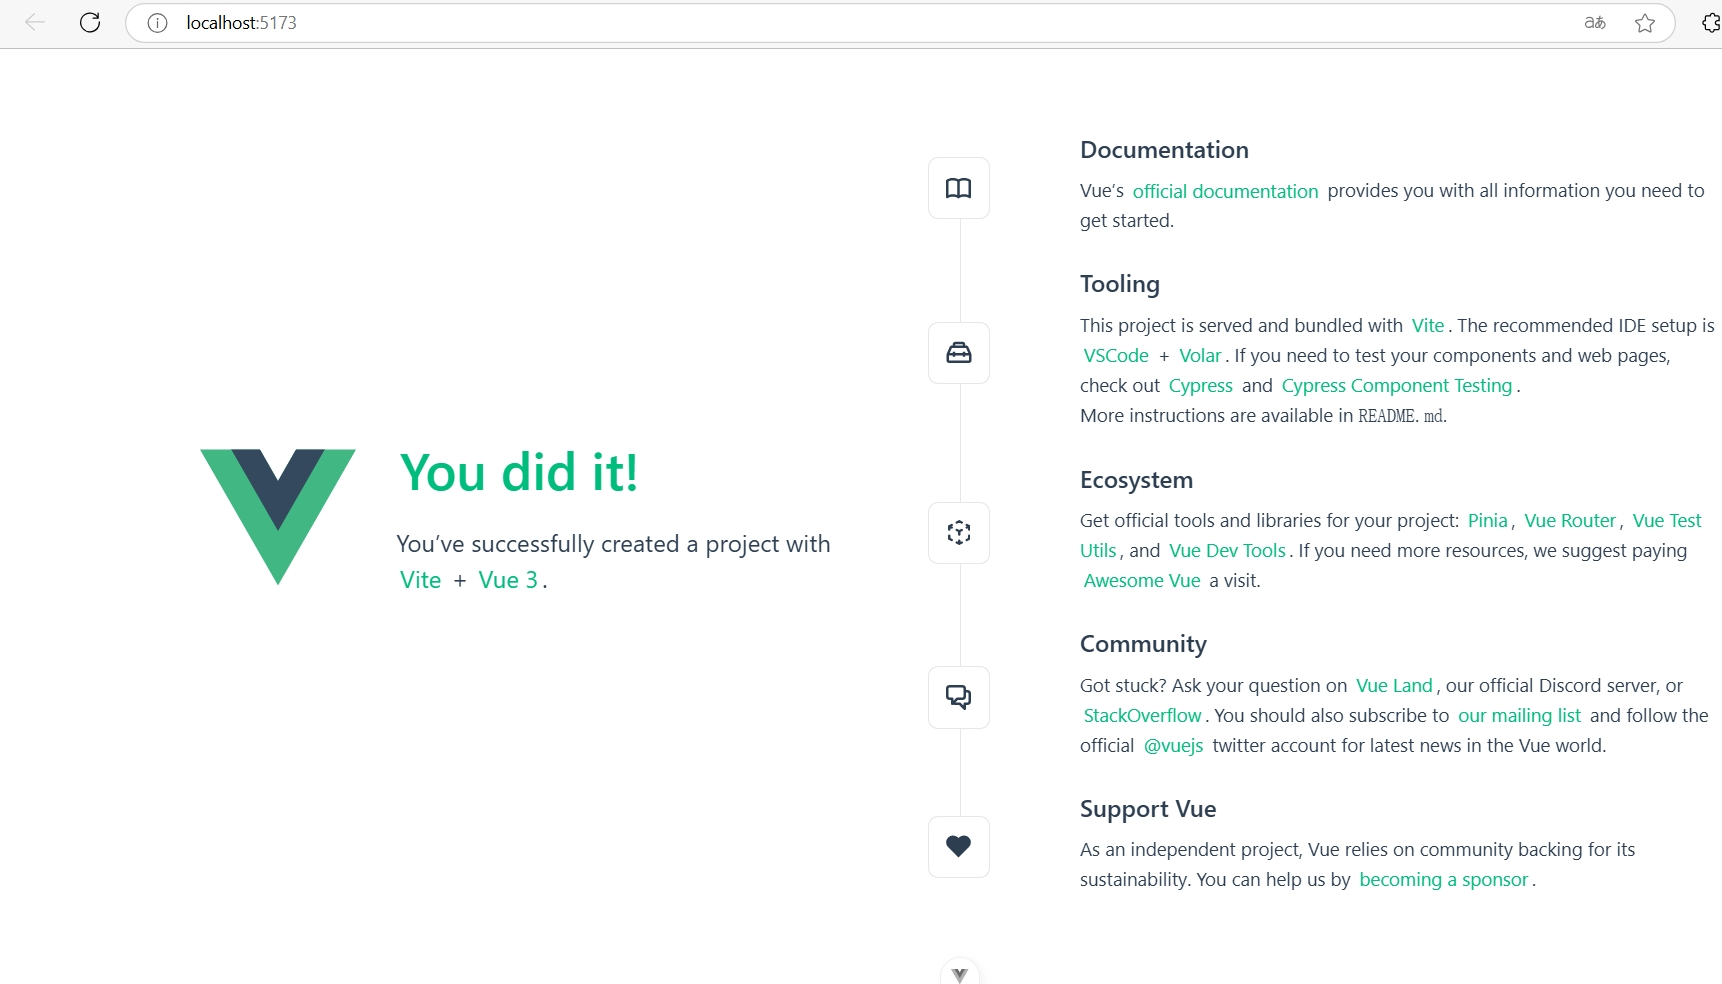 localhost:5173
aあ
You did it!
You’ve successfully created a project with
Vite + Vue 3.
Documentation
Vue’s official documentation provides you with all information you need to
get started.
Tooling
This project is served and bundled with Vite. The recommended IDE setup is
VSCode + Volar. If you need to test your components and web pages,
check out Cypress and Cypress Component Testing.
More instructions are available in README.md.
Ecosystem
Get official tools and libraries for your project: Pinia, Vue Router, Vue Test
Utils, and Vue Dev Tools. If you need more resources, we suggest paying
Awesome Vue a visit.
Community
Got stuck? Ask your question on Vue Land, our official Discord server, or
StackOverflow. You should also subscribe to our mailing list and follow the
official @vuejs twitter account for latest news in the Vue world.
Support Vue
As an independent project, Vue relies on community backing for its
sustainability. You can help us by becoming a sponsor.